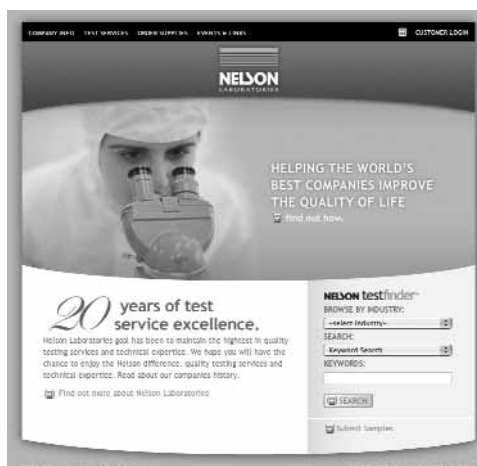 COMPANY INFO TEST SERVICES ORDER SUPPLIES EVENTS & LINKS
CUSTOMER LOGIN
NELSON
LABORATORIES
HELPING THE WORLD'S
BEST COMPANIES IMPROVE
THE QUALITY OF LIFE
find out how.
20 years of test
service excellence.
Nelson Laboratories goal has been to maintain the highest in quality
testing services and technical expertise. We hope you will have the
chance to enjoy the Nelson difference, quality testing services and
technical expertise. Read about our companies history.
Find out more about Nelson Laboratories
NELSON testfinder
BROWSE BY INDUSTRY:
~select industry~
SEARCH:
Keyword Search
KEYWORDS:
SEARCH
Submit Samples